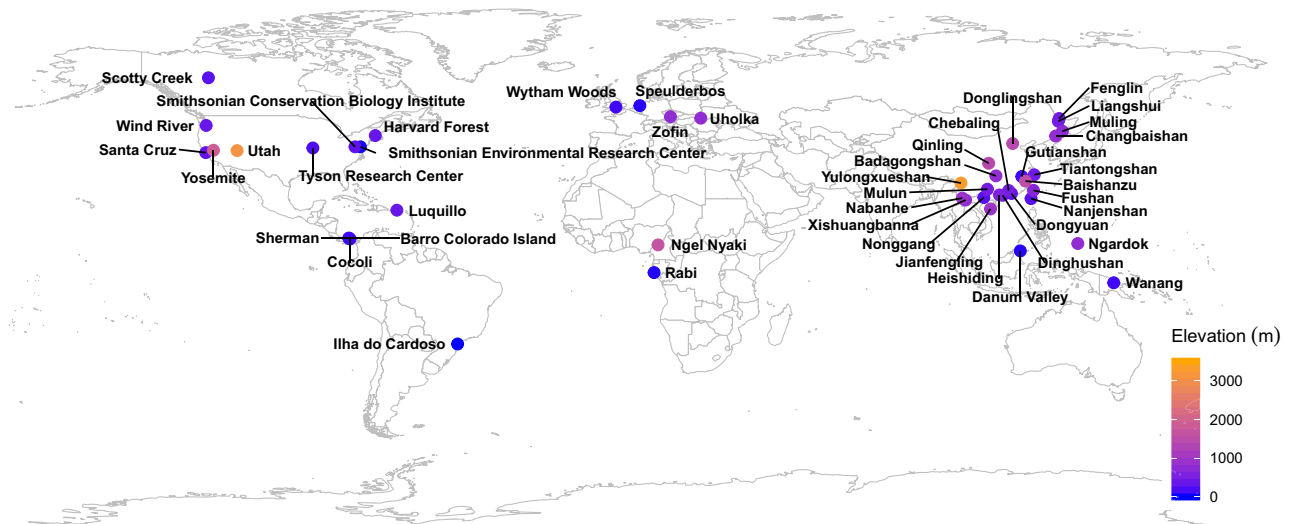 Scotty Creek
Smithsonian Conservation Biology Institute
Wind River
Harvard Forest
Santa Cruz
Utah
Smithsonian Environmental Research Center
Yosemite
Tyson Research Center
Luquillo
Sherman
Barro Colorado Island
Cocoli
Ilha do Cardoso
Wytham Woods
Speulderbos
Zofin
Uholka
Ngel Nyaki
Rabi
Fenglin
Donglingshan
Liangshui
Chebaling
Muling
Changbaishan
Qinling
Gutianshan
Badagongshan
Tiantongshan
Yulongxueshan
Baishanzu
Mulun
Fushan
Nabanhe
Nanjenshan
Xishuangbanna
Dongyuan
Nonggang
Ngardok
Jianfengling
Dinghushan
Heishiding
Wanang
Danum Valley
Elevation (m)
3000
2000
1000
0